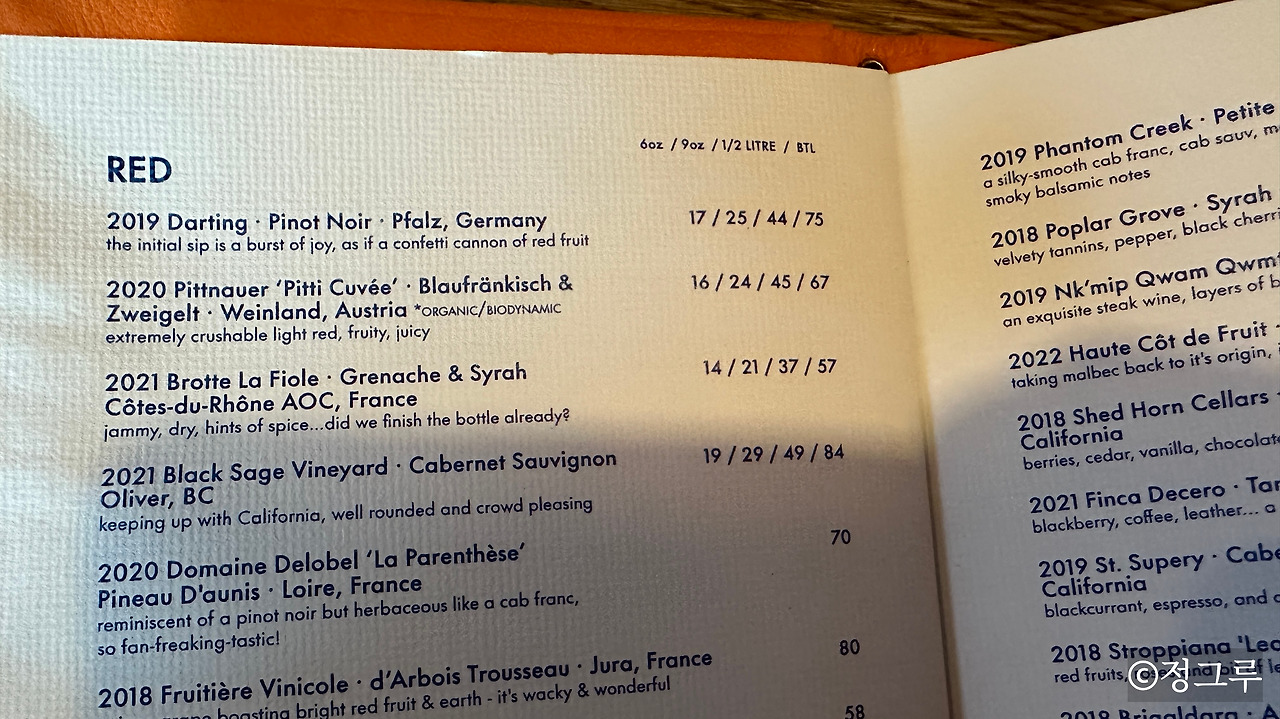 6oz / 9oz / 1/2 LITRE / BTL
RED
2019 Darting · Pinot Noir · Pfalz, Germany 17 / 25 / 44 / 75
the initial sip is a burst of joy, as if a confetti cannon of red fruit
2020 Pittnauer ‘Pitti Cuvée’ · Blaufränkisch & 16 / 24 / 45 / 67
Zweigelt · Weinland, Austria *ORGANIC/BIODYNAMIC
extremely crushable light red, fruity, juicy
2021 Brotte La Fiole · Grenache & Syrah 14 / 21 / 37 / 57
Côtes-du-Rhône AOC, France
jammy, dry, hints of spice...did we finish the bottle already?
2021 Black Sage Vineyard · Cabernet Sauvignon 19 / 29 / 49 / 84
Oliver, BC
keeping up with California, well rounded and crowd pleasing
2020 Domaine Delobel ‘La Parenthèse’ 70
Pineau D'aunis · Loire, France
reminiscent of a pinot noir but herbaceous like a cab franc,
so fan-freaking-tastic!
2018 Fruitière Vinicole · d’Arbois Trousseau · Jura, France 80
boasting bright red fruit & earth - it's wacky & wonderful
58
2019 Phantom Creek · Petite
a silky-smooth cab franc, cab sauv,
smoky balsamic notes
2018 Poplar Grove · Syrah
velvety tannins, pepper, black
2019 Nk’mip Qwam
an exquisite steak wine, layers of
2022 Haute Côt de Fruit ·
taking malbec back to it's origin,
2018 Shed Horn Cellars ·
California
berries, cedar, vanilla,
2021 Finca Decero ·
blackberry, coffee, leather... a
2019 St. Supery ·
California
blackcurrant, espresso, and
2018 Stroppiana
red fruits,
©정그루